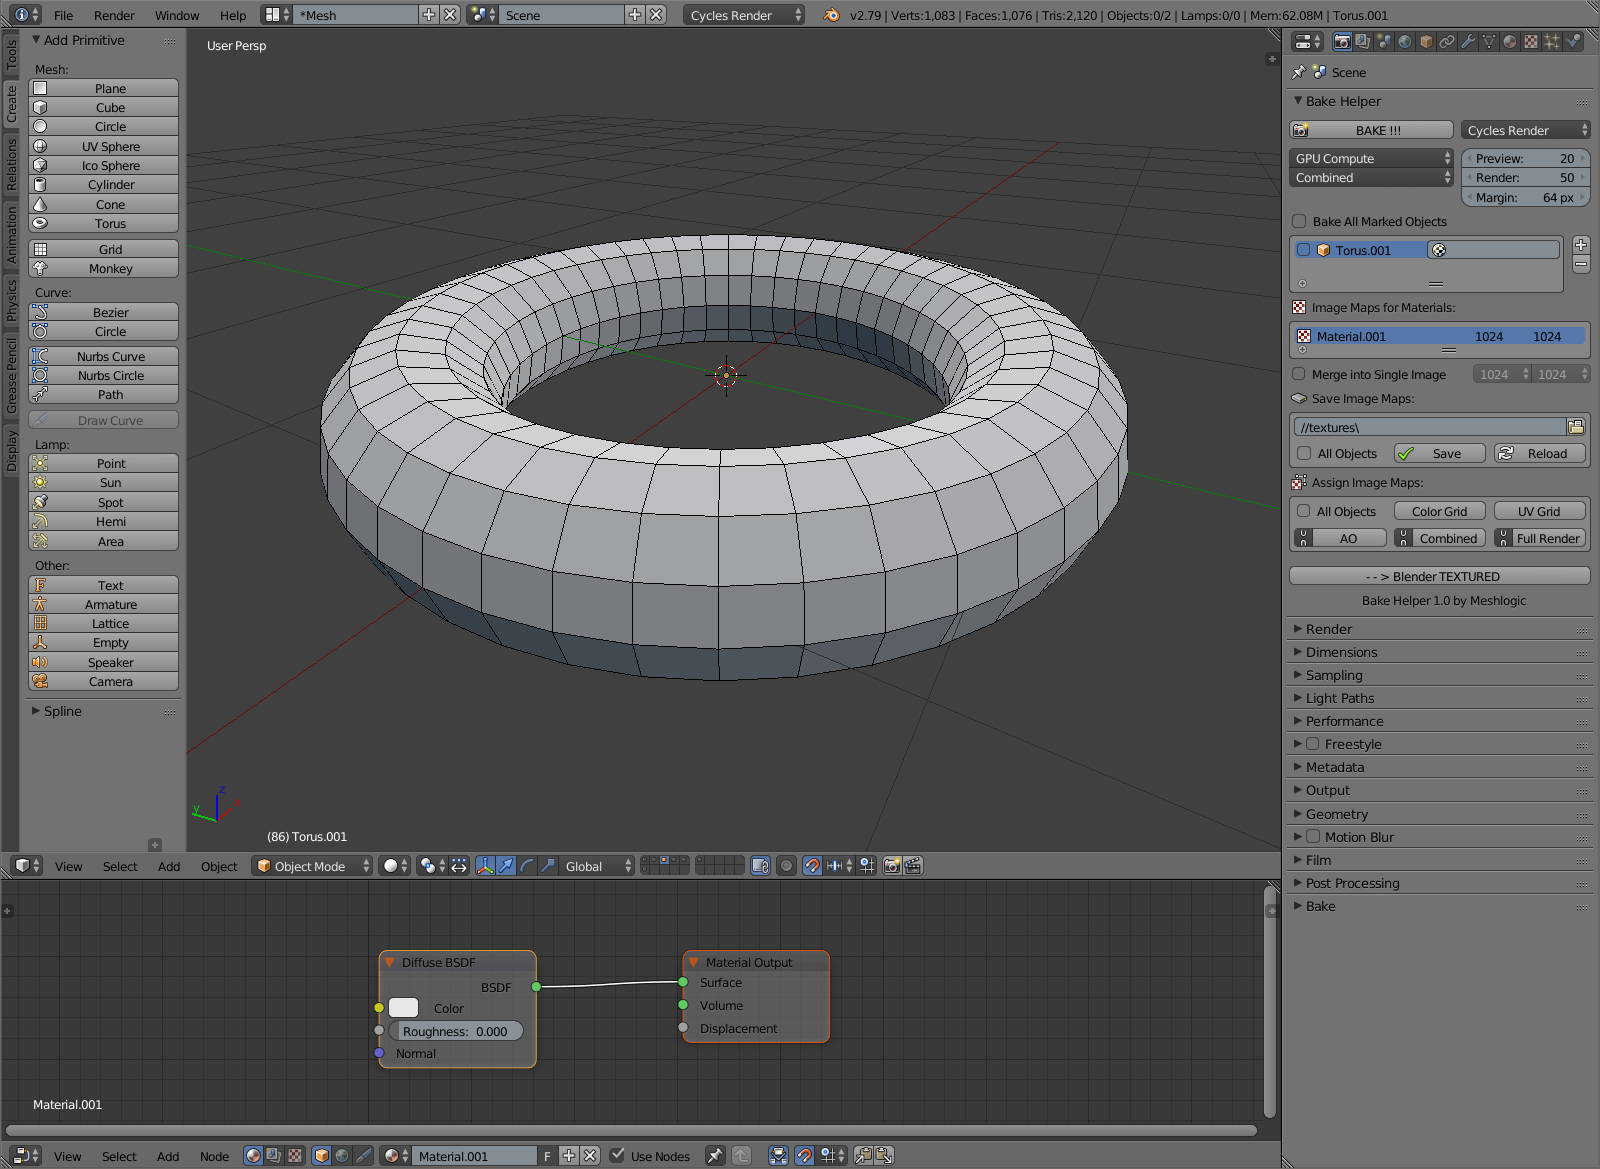 File Render Window Help *Mesh Scene Cycles Render v2.79 | Verts:1,083 | Faces:1,076 | Tris:2,120 | Objects:0/2 | Lamps:0/0 | Mem:62.08M | Torus.001
Tools
Create
Relations
Animation
Physics
Grease Pencil
Display
Add Primitive
Mesh:
Plane
Cube
Circle
UV Sphere
Ico Sphere
Cylinder
Cone
Torus
Grid
Monkey
Curve:
Bezier
Circle
Nurbs Curve
Nurbs Circle
Path
Draw Curve
Lamp:
Point
Sun
Spot
Hemi
Area
Other:
Text
Armature
Lattice
Empty
Speaker
Camera
Spline
User Persp
z
y
x
(86) Torus.001
View Select Add Object Object Mode Global
Diffuse BSDF
BSDF
Color
Roughness: 0.000
Normal
Material Output
Surface
Volume
Displacement
Material.001
View Select Add Node Material.001 F Use Nodes
Scene
Bake Helper
BAKE !!! Cycles Render
GPU Compute
Combined
Preview: 20
Render: 50
Margin: 64 px
Bake All Marked Objects
Torus.001
Image Maps for Materials:
Material.001 1024 1024
Merge into Single Image 1024 1024
Save Image Maps:
//textures\
All Objects Save Reload
Assign Image Maps:
All Objects Color Grid UV Grid
AO Combined Full Render
- - > Blender TEXTURED
Bake Helper 1.0 by Meshlogic
Render
Dimensions
Sampling
Light Paths
Performance
Freestyle
Metadata
Output
Geometry
Motion Blur
Film
Post Processing
Bake